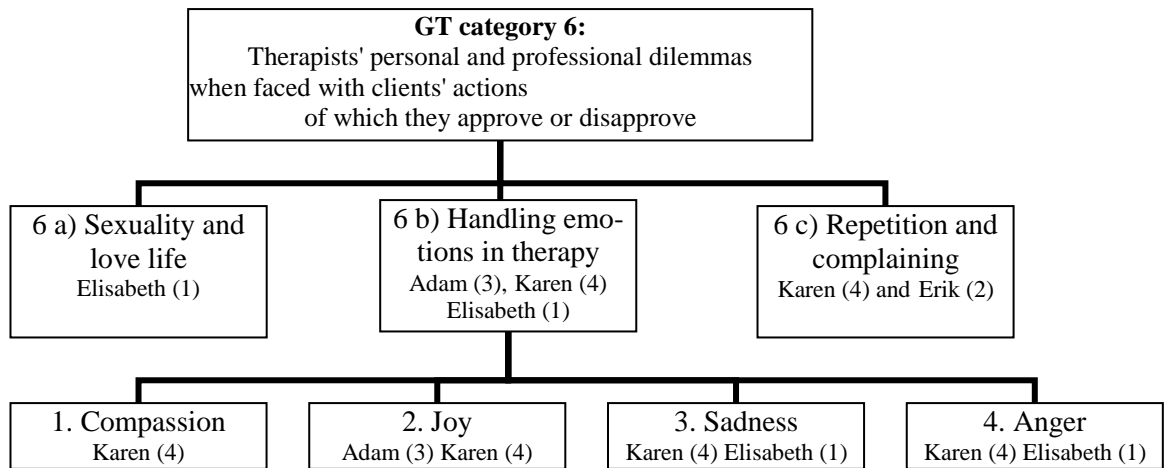 GT category 6:
Therapists' personal and professional dilemmas
when faced with clients' actions
of which they approve or disapprove
6 a) Sexuality and
love life
Elisabeth (1)
6 b) Handling emo-
tions in therapy
Adam (3), Karen (4)
Elisabeth (1)
6 c) Repetition and
complaining
Karen (4) and Erik (2)
1. Compassion
Karen (4)
2. Joy
Adam (3) Karen (4)
3. Sadness
Karen (4) Elisabeth (1)
4. Anger
Karen (4) Elisabeth (1)